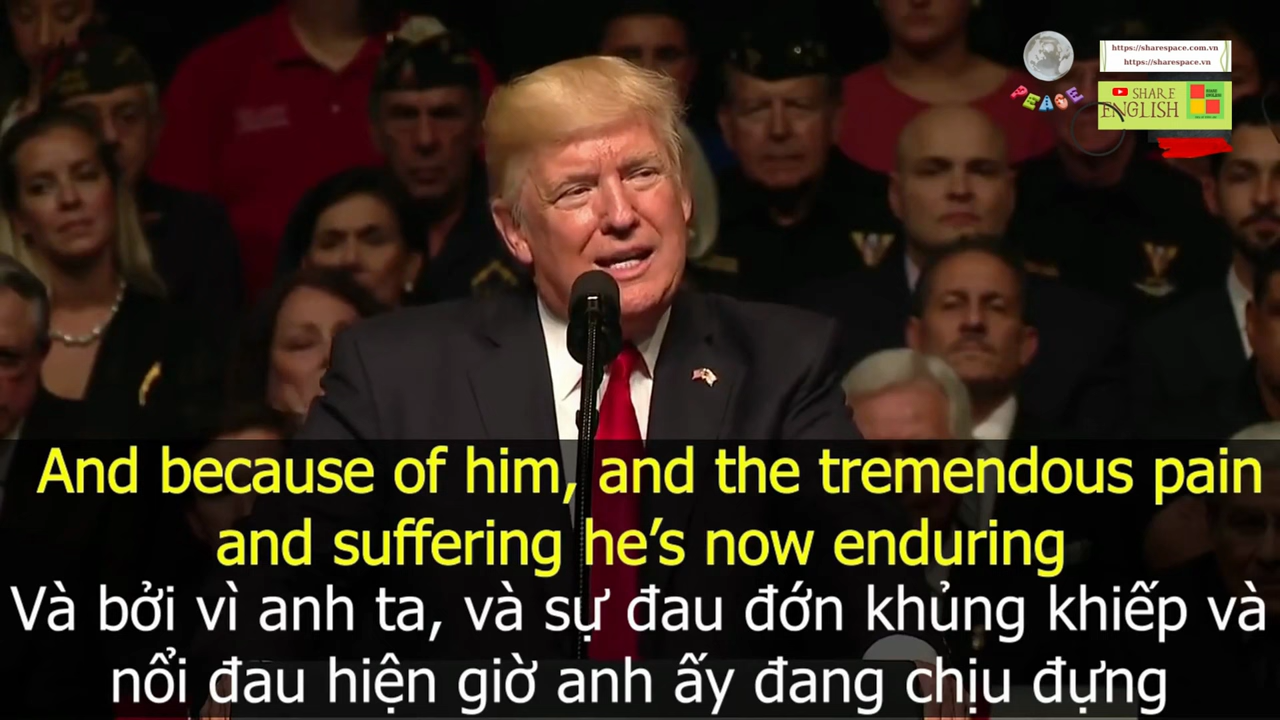 https://sharespace.com.vn
https://sharespace.vn
PEACE
SHARE
ENGLISH
And because of him, and the tremendous pain
and suffering he’s now enduring
Và bởi vì anh ta, và sự đau đớn khủng khiếp và
nổi đau hiện giờ anh ấy đang chịu đựng